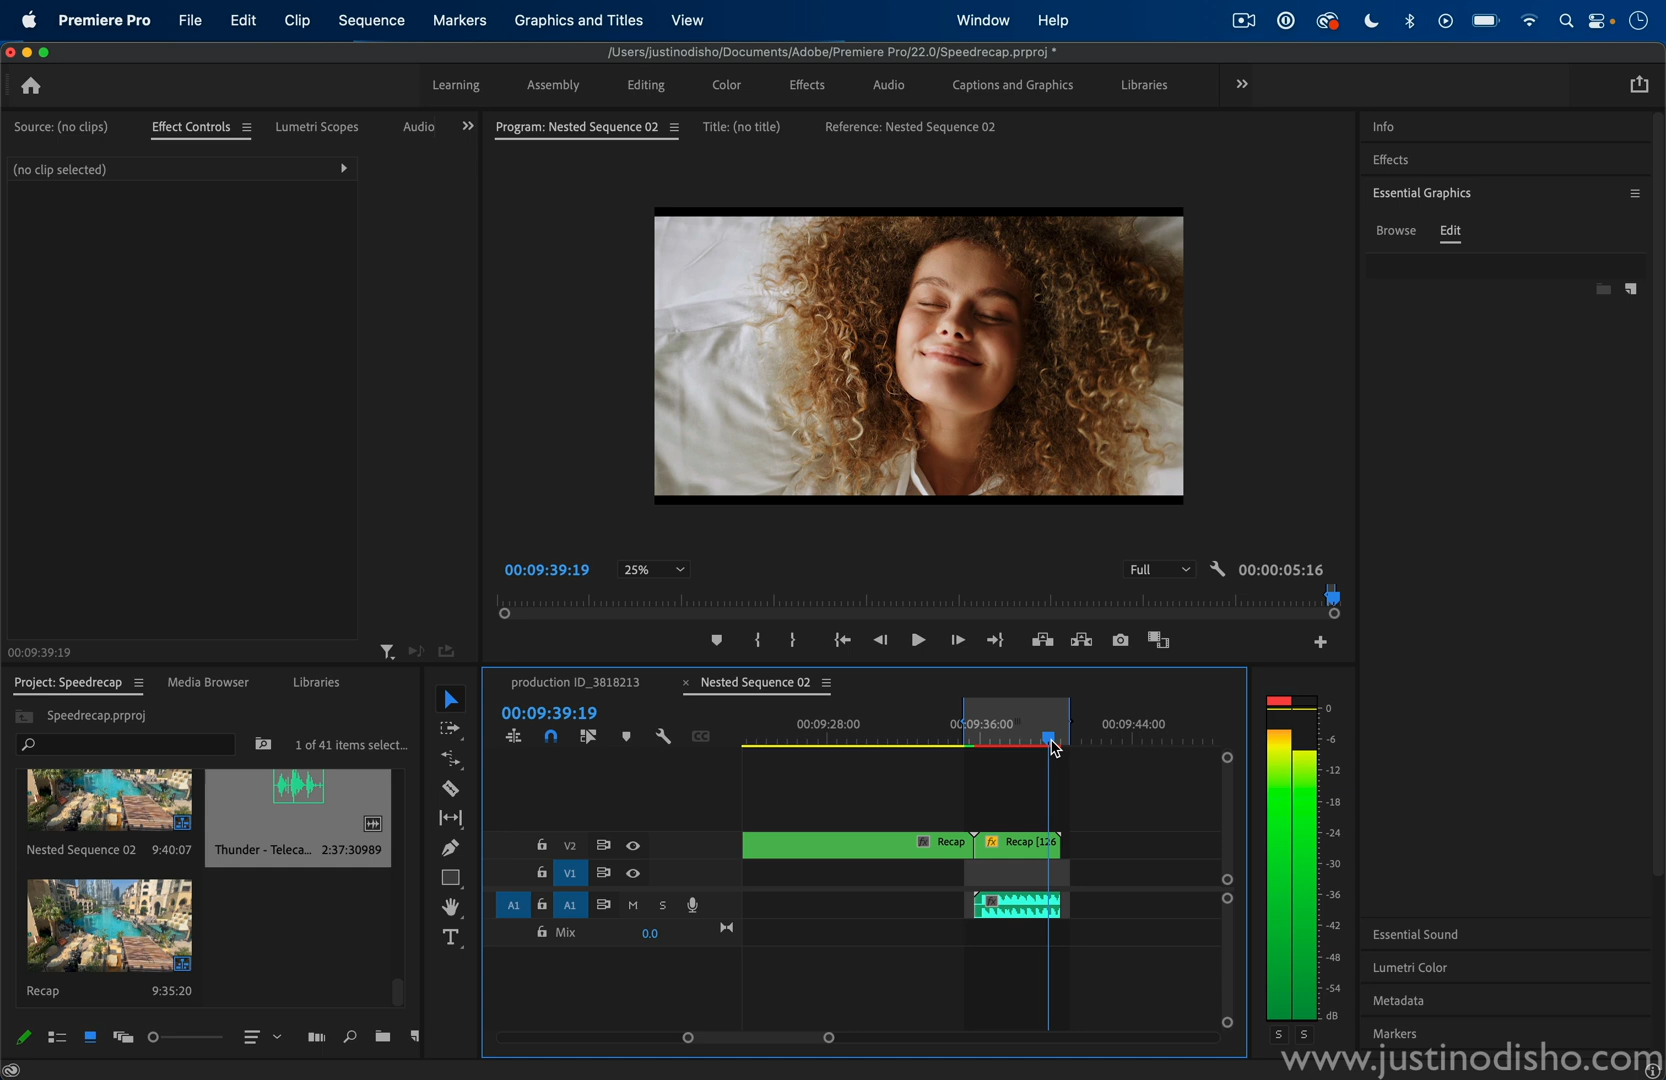 Premiere Pro File Edit Clip Sequence Markers Graphics and Titles View Window Help
/Users/justinodisho/Documents/Adobe/Premiere Pro/22.0/Speedrecap.prproj *
Learning Assembly Editing Color Effects Audio Captions and Graphics Libraries
Source: (no clips) Effect Controls Lumetri Scopes Audio
(no clip selected)
00:09:39:19
Program: Nested Sequence 02 Title: (no title) Reference: Nested Sequence 02
00:09:39:19 25% Full 00:00:05:16
Info
Effects
Essential Graphics
Browse Edit
Project: Speedrecap Media Browser Libraries
Speedrecap.prproj
1 of 41 items select...
Nested Sequence 02 9:40:07
Thunder - Teleca... 2:37:30989
Recap 9:35:20
production ID_3818213 × Nested Sequence 02
00:09:39:19
00:09:28:00 00:09:36:00 00:09:44:00
V2 fx Recap fx Recap [126
V1
A1 A1 M S fx
Mix 0.0
0
-6
-12
-18
-24
-30
-36
-42
-48
-54
dB
S S
Essential Sound
Lumetri Color
Metadata
Markers
www.justinodisho.com